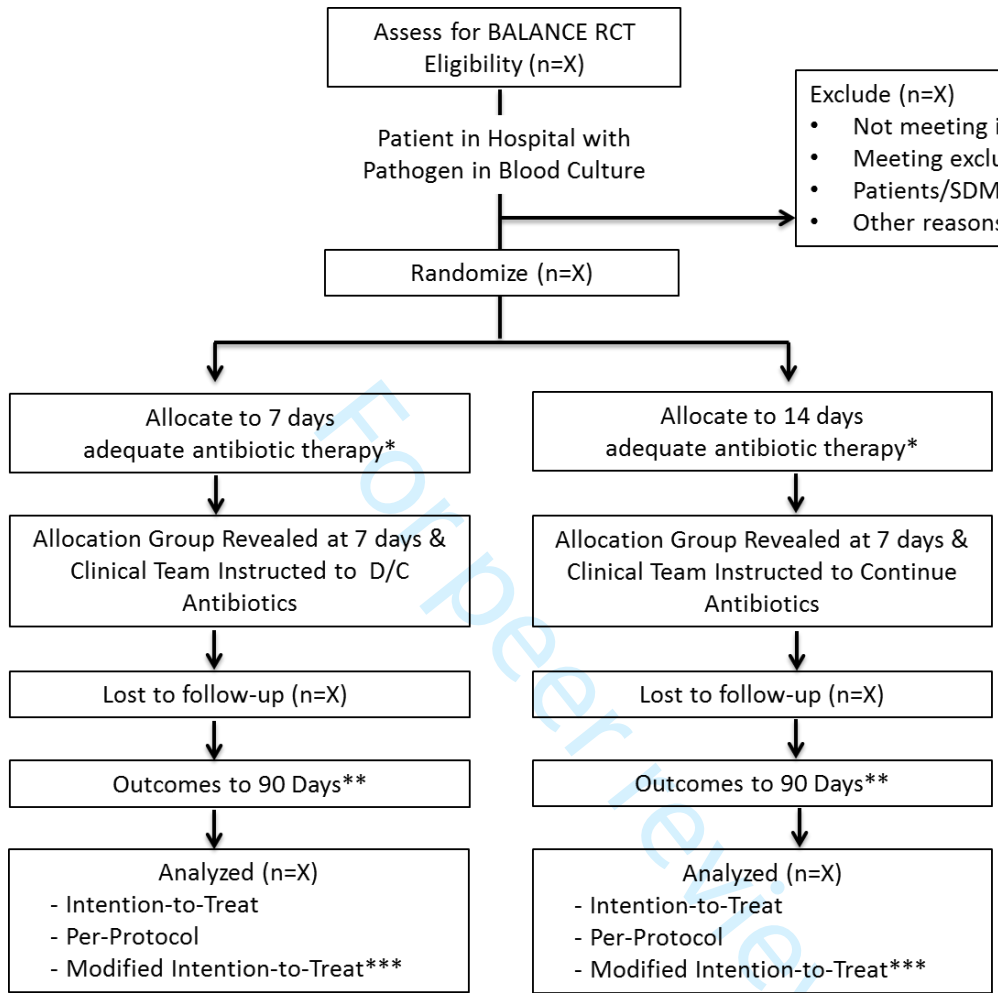 Assess for BALANCE RCT
Eligibility (n=X)
Patient in Hospital with
Pathogen in Blood Culture
Exclude (n=X)
• Not meeting
• Meeting
• Patients/SDM
• Other reasons
Randomize (n=X)
Allocate to 7 days
adequate antibiotic therapy*
Allocate to 14 days
adequate antibiotic therapy*
Allocation Group Revealed at 7 days &
Clinical Team Instructed to D/C
Antibiotics
Allocation Group Revealed at 7 days &
Clinical Team Instructed to Continue
Antibiotics
Lost to follow-up (n=X)
Lost to follow-up (n=X)
Outcomes to 90 Days**
Outcomes to 90 Days**
Analyzed (n=X)
- Intention-to-Treat
- Per-Protocol
- Modified Intention-to-Treat***
Analyzed (n=X)
- Intention-to-Treat
- Per-Protocol
- Modified Intention-to-Treat***
For peer review